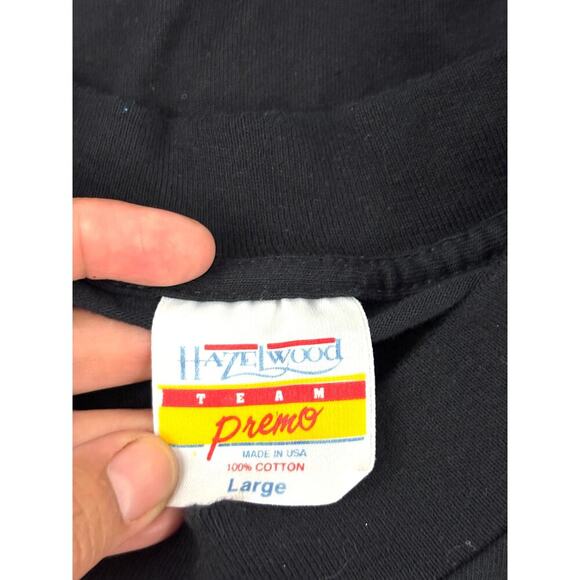 HAZELWOOD
TEAM
Premo
MADE IN USA
100% COTTON
Large